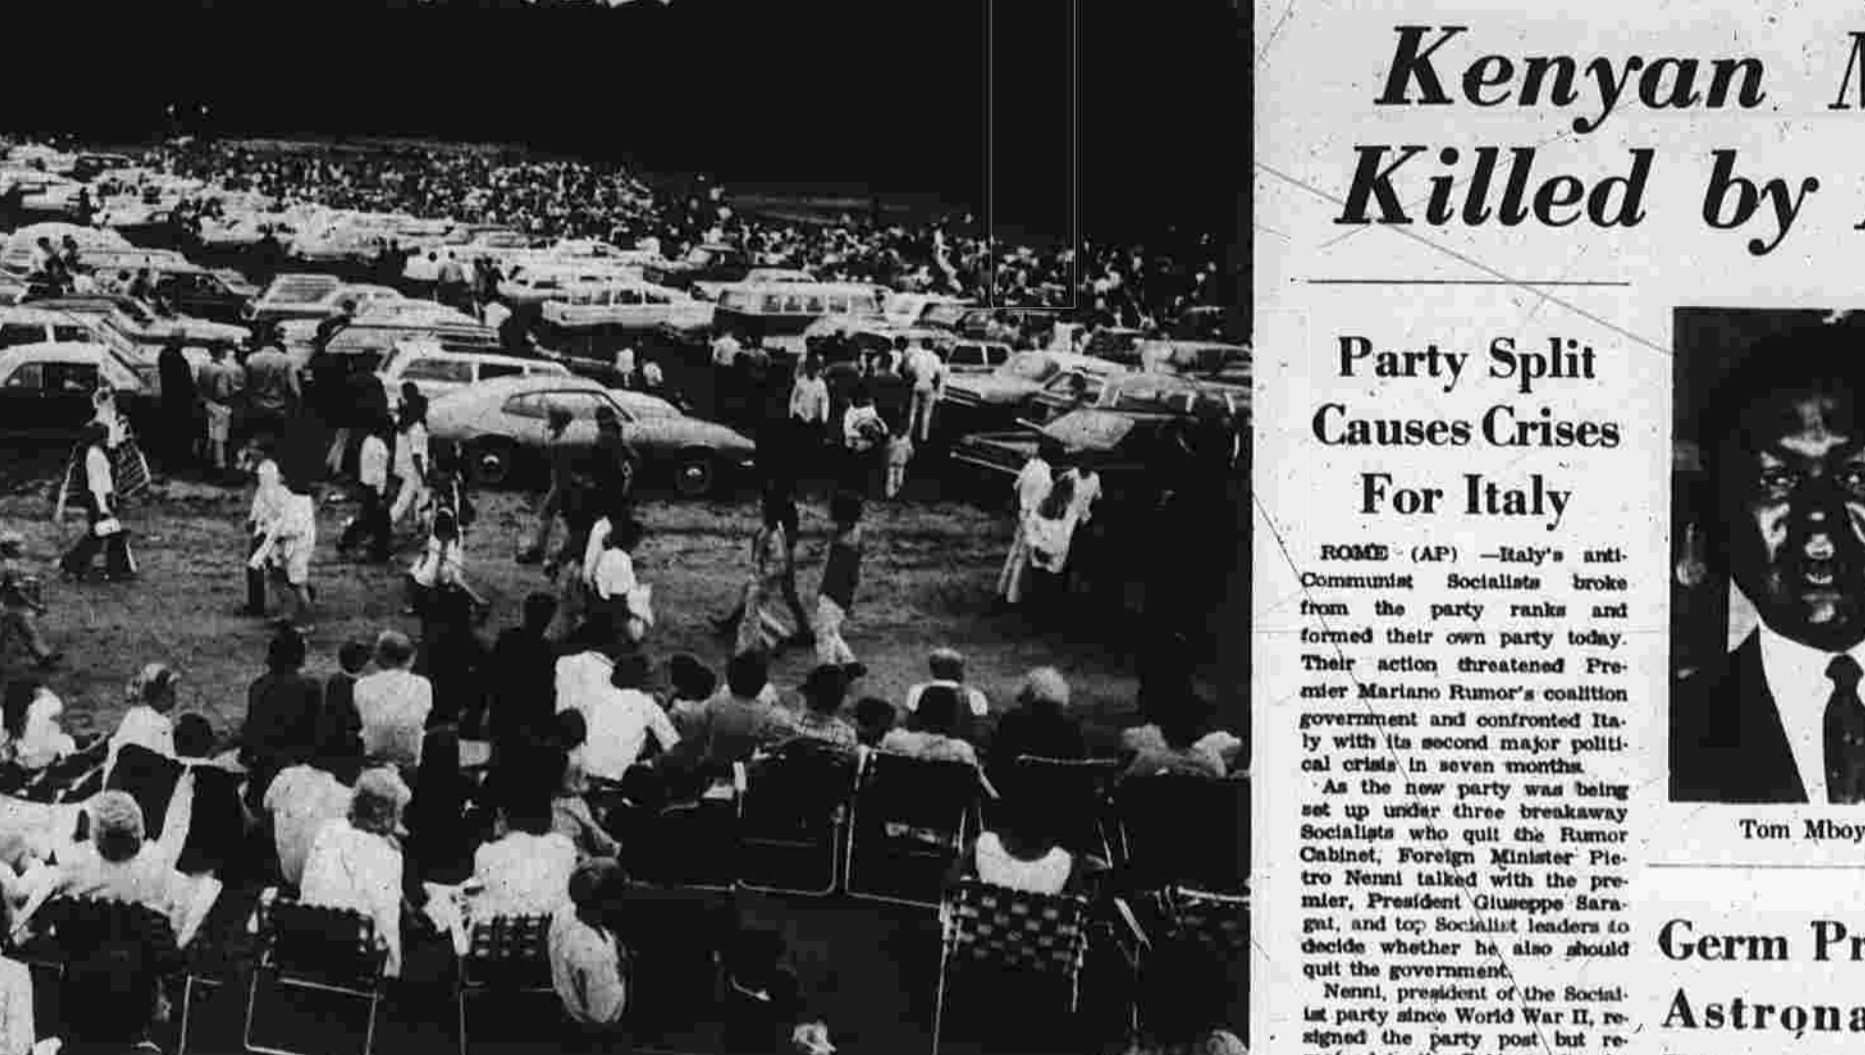 Kenyan
Killed by
Party Split
Causes Crises
For Italy
ROME - (AP) —Italy's anti-
Communist Socialists broke
from the party ranks and
formed their own party today.
Their action threatened Pre-
mier Mariano Rumor's coalition
government and confronted Ita-
ly with its second major politi-
cal crisis in seven months.
As the new party was being
set up under three breakaway
Socialists who quit the Rumor
Cabinet, Foreign Minister Pie-
tro Nenni talked with the pre-
mier, President Giuseppe Sara-
gat, and top Socialist leaders to
decide whether he also should
quit the government.
Nenni, president of the Social-
ist party since World War II, re-
signed the party post but re-
Tom Mboy
Germ Pr
Astrona